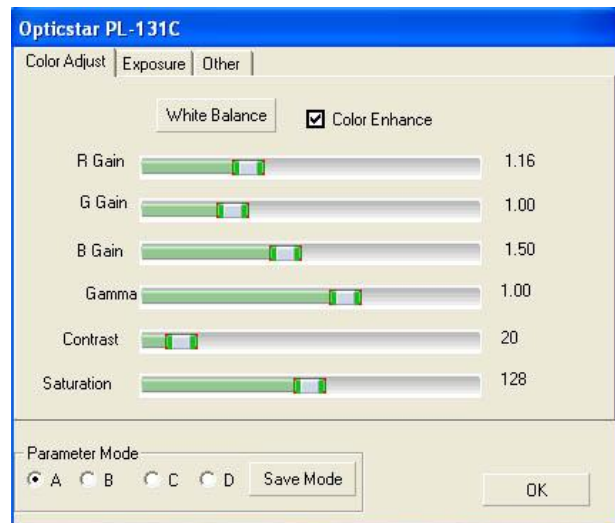 Opticstar PL-131C
Color Adjust Exposure Other
White Balance Color Enhance
R Gain 1.16
G Gain 1.00
B Gain 1.50
Gamma 1.00
Contrast 20
Saturation 128
Parameter Mode
A B C D Save Mode
OK